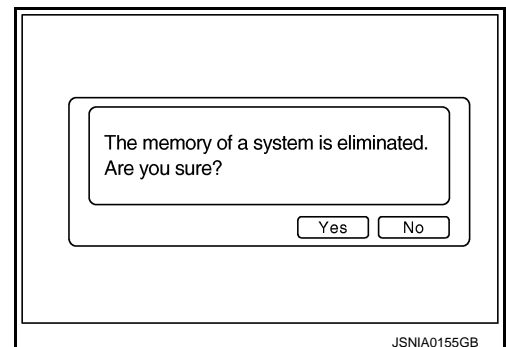 The memory of a system is eliminated.
Are you sure?
Yes No
JSNIA0155GB